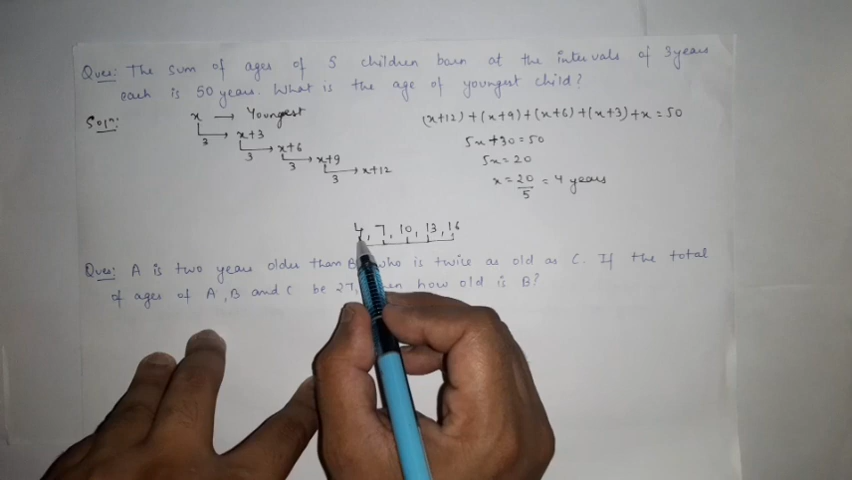 Ques: The sum of ages of 5 children born at the intervals of 3 years
each is 50 years. What is the age of youngest child?
Soln:
x → Youngest
3 x+3
3 x+6
3 x+9
3 x+12
(x+12)+(x+9)+(x+6)+(x+3)+x = 50
5x+30 = 50
5x = 20
x = 20/5 = 4 years
4, 7, 10, 13, 16
Ques: A is two years older than B who is twice as old as C. If the total
of ages of A, B and C be 27, then how old is B?